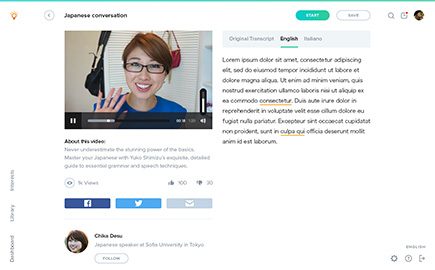 Japanese conversation
START
SAVE
Original Transcript
English
Italiano
Lorem ipsum dolor sit amet, consectetur adipiscing
elit, sed do eiusmod tempor incididunt ut labore et
dolore magna aliqua. Ut enim ad minim veniam, quis
nostrud exercitation ullamco laboris nisi ut aliquip ex
ea commodo consectetur. Duis aute irure dolor in
reprehenderit in voluptate velit esse cillum dolore eu
fugiat nulla pariatur. Excepteur sint occaecat cupidatat
non proident, sunt in culpa qui officia deserunt mollit
anim id est laborum.
About this video:
Never underestimate the stunning power of the basics.
Master your Japanese with Yuko Shimizu's exquisite, detailed
guide to essential grammar and speech techniques.
1k Views
100
30
Chika Desu
Japanese speaker at Sofia University in Tokyo
FOLLOW
Interests
Library
Dashboard
ENGLISH